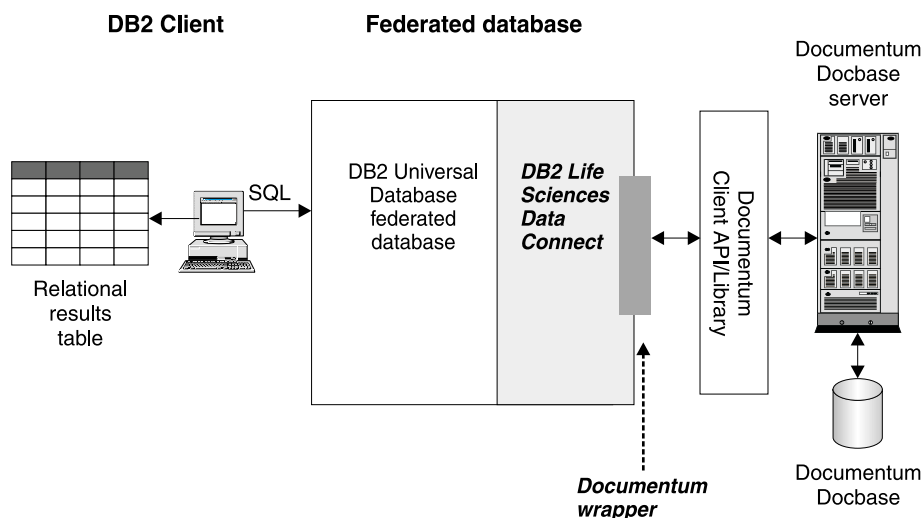 DB2 Client
Federated database
Documentum
Docbase
server
SQL
DB2 Universal
Database
federated
database
DB2 Life
Sciences
Data
Connect
Documentum
Client API/Library
Relational
results
table
Documentum
wrapper
Documentum
Docbase